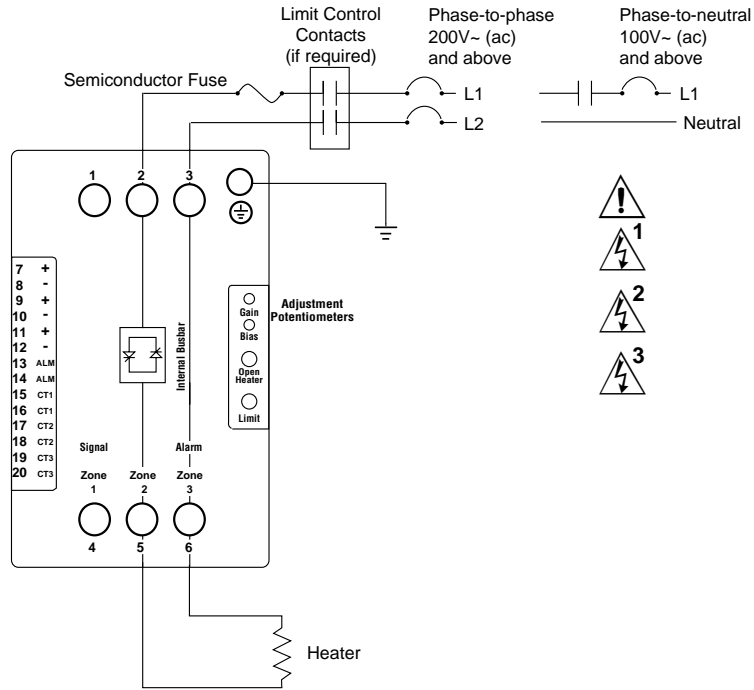 Limit Control
Contacts
(if required)
Phase-to-phase
200V~ (ac)
and above
Phase-to-neutral
100V~ (ac)
and above
Semiconductor Fuse
L1
L1
L2
Neutral
1
2
3
1
2
3
7 +
8 -
9 +
10 -
11 +
12 -
13 ALM
14 ALM
15 CT1
16 CT1
17 CT2
18 CT2
19 CT3
20 CT3
Internal Busbar
Gain
Bias
Open
Heater
Limit
Adjustment
Potentiometers
Signal
Alarm
Zone
1
Zone
2
Zone
3
4
5
6
Heater